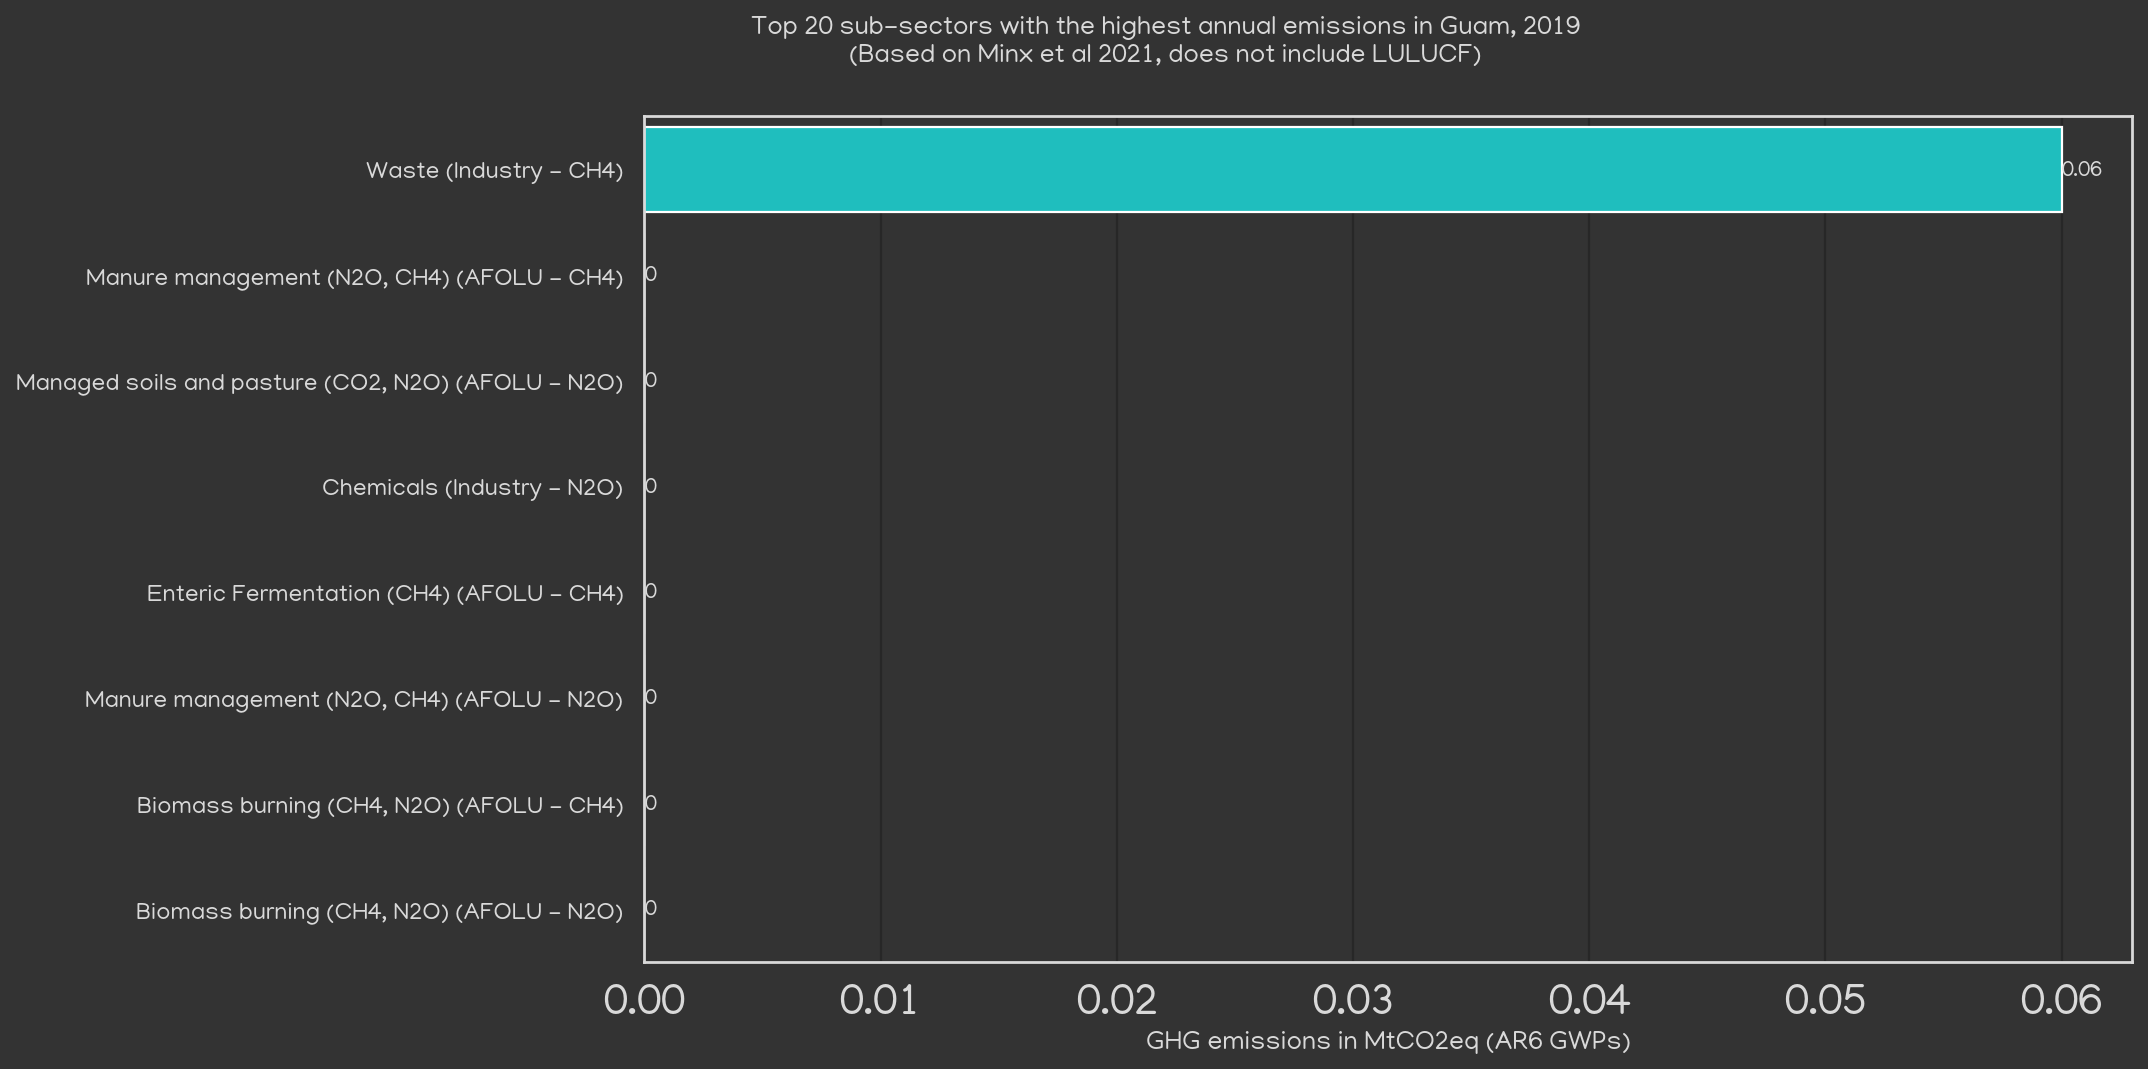 Top 20 sub-sectors with the highest annual emissions in Guam, 2019
(Based on Minx et al 2021, does not include LULUCF)
Waste (Industry - CH4)
0.06
Manure management (N2O, CH4) (AFOLU - CH4)
0
Managed soils and pasture (CO2, N2O) (AFOLU - N2O)
0
Chemicals (Industry - N2O)
0
Enteric Fermentation (CH4) (AFOLU - CH4)
0
Manure management (N2O, CH4) (AFOLU - N2O)
0
Biomass burning (CH4, N2O) (AFOLU - CH4)
0
Biomass burning (CH4, N2O) (AFOLU - N2O)
0
0.00 0.01 0.02 0.03 0.04 0.05 0.06
GHG emissions in MtCO2eq (AR6 GWPs)